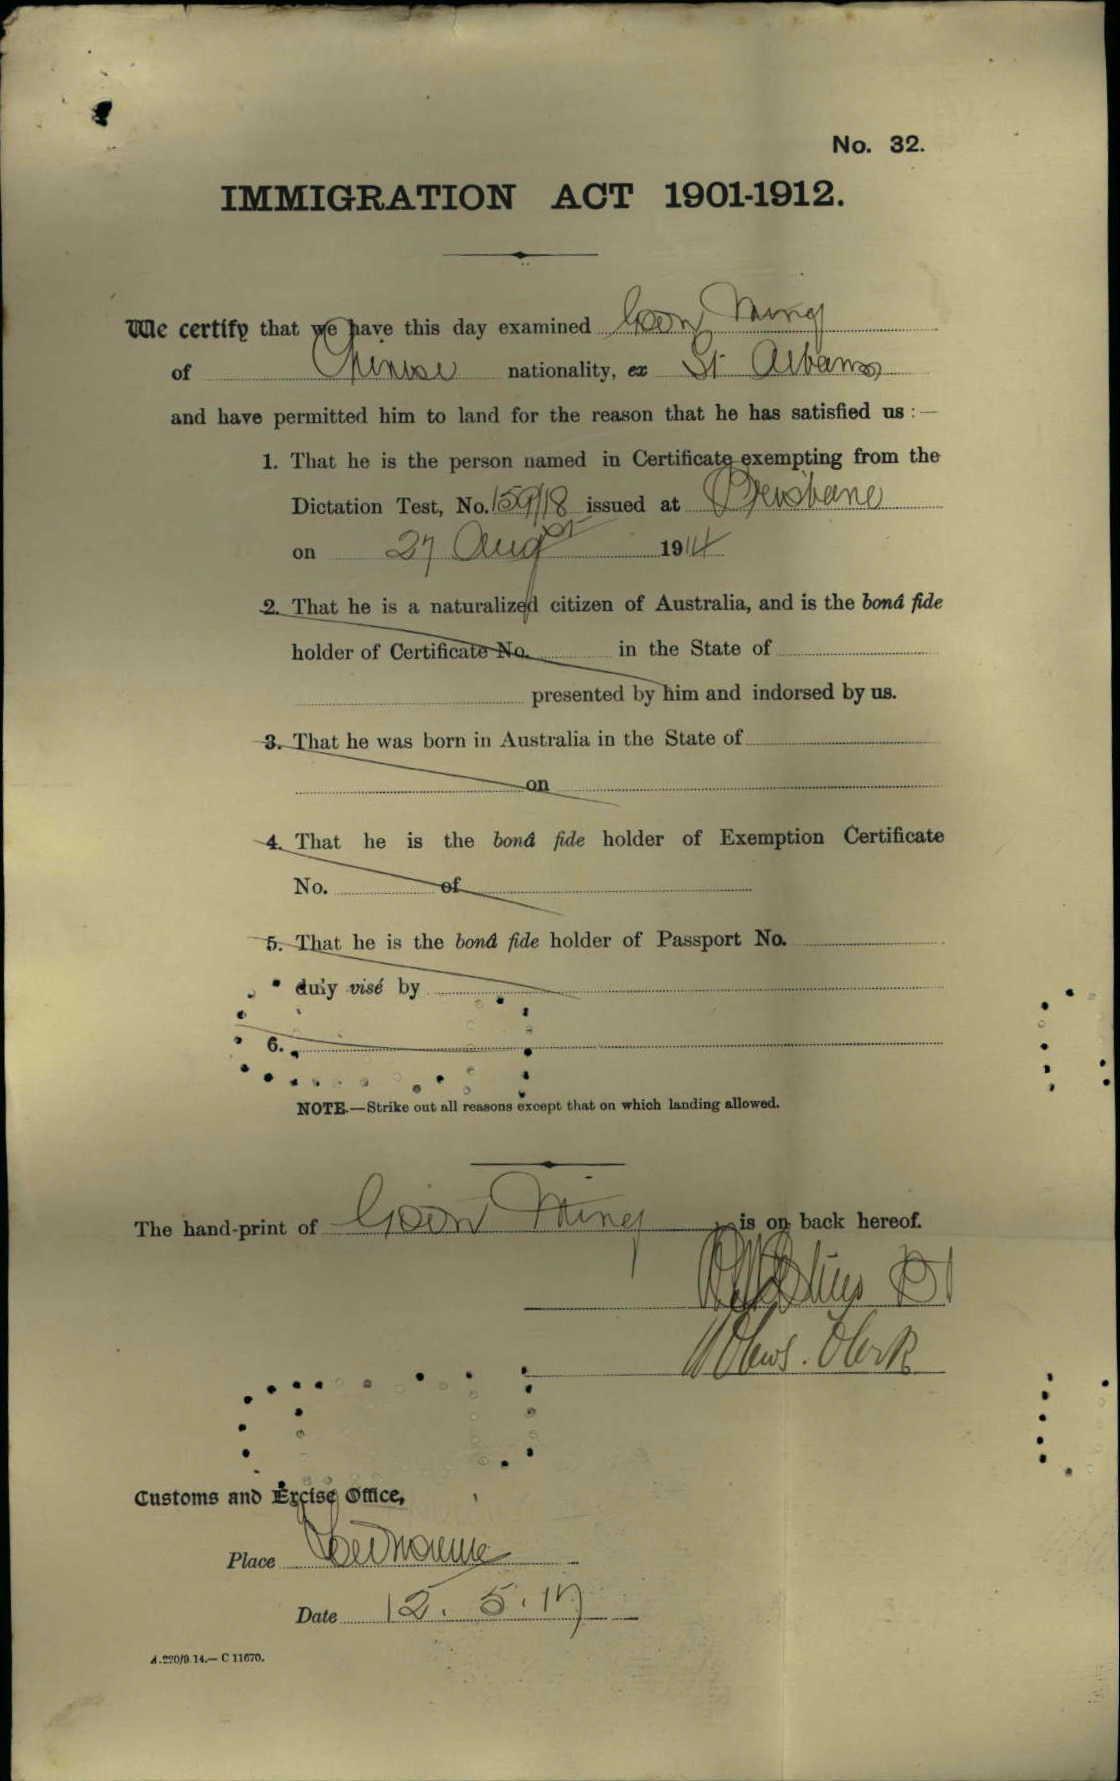 No. 32.
IMMIGRATION ACT 1901-1912.
We certify that we have this day examined Goon Ming
of Chinese nationality, ex St Albans
and have permitted him to land for the reason that he has satisfied us :—
1. That he is the person named in Certificate exempting from the
Dictation Test, No. 159/18 issued at Brisbane
on 27 August 1914
2. That he is a naturalized citizen of Australia, and is the bonâ fide
holder of Certificate No. in the State of
presented by him and indorsed by us.
3. That he was born in Australia in the State of
on
4. That he is the bonâ fide holder of Exemption Certificate
No. of
5. That he is the bonâ fide holder of Passport No.
duly visé by
6.
NOTE.—Strike out all reasons except that on which landing allowed.
The hand-print of Goon Ming is on back hereof.
Clerk
Customs and Excise Office,
Place Melbourne
Date 12. 5. 17
A.220/9.14.—C 11670.